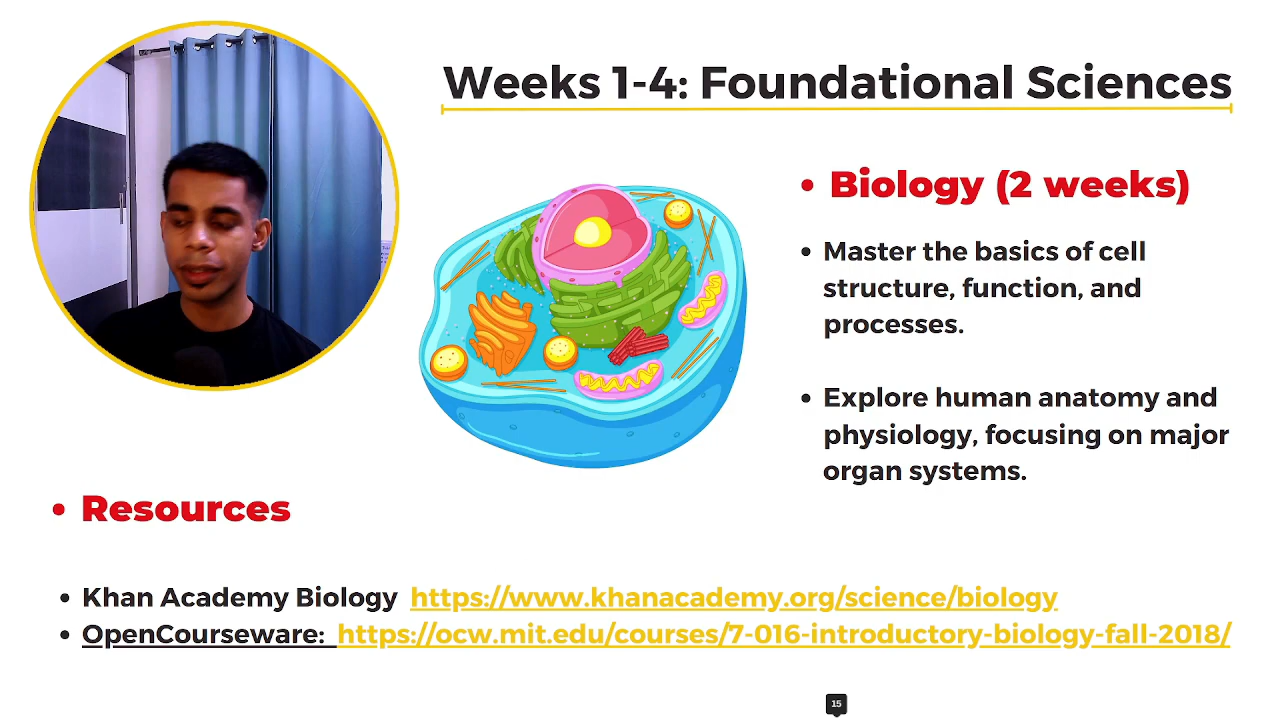 Weeks 1-4: Foundational Sciences
• Biology (2 weeks)
• Master the basics of cell
structure, function, and
processes.
• Explore human anatomy and
physiology, focusing on major
organ systems.
• Resources
• Khan Academy Biology https://www.khanacademy.org/science/biology
• OpenCourseware: https://ocw.mit.edu/courses/7-016-introductory-biology-fall-2018/
15